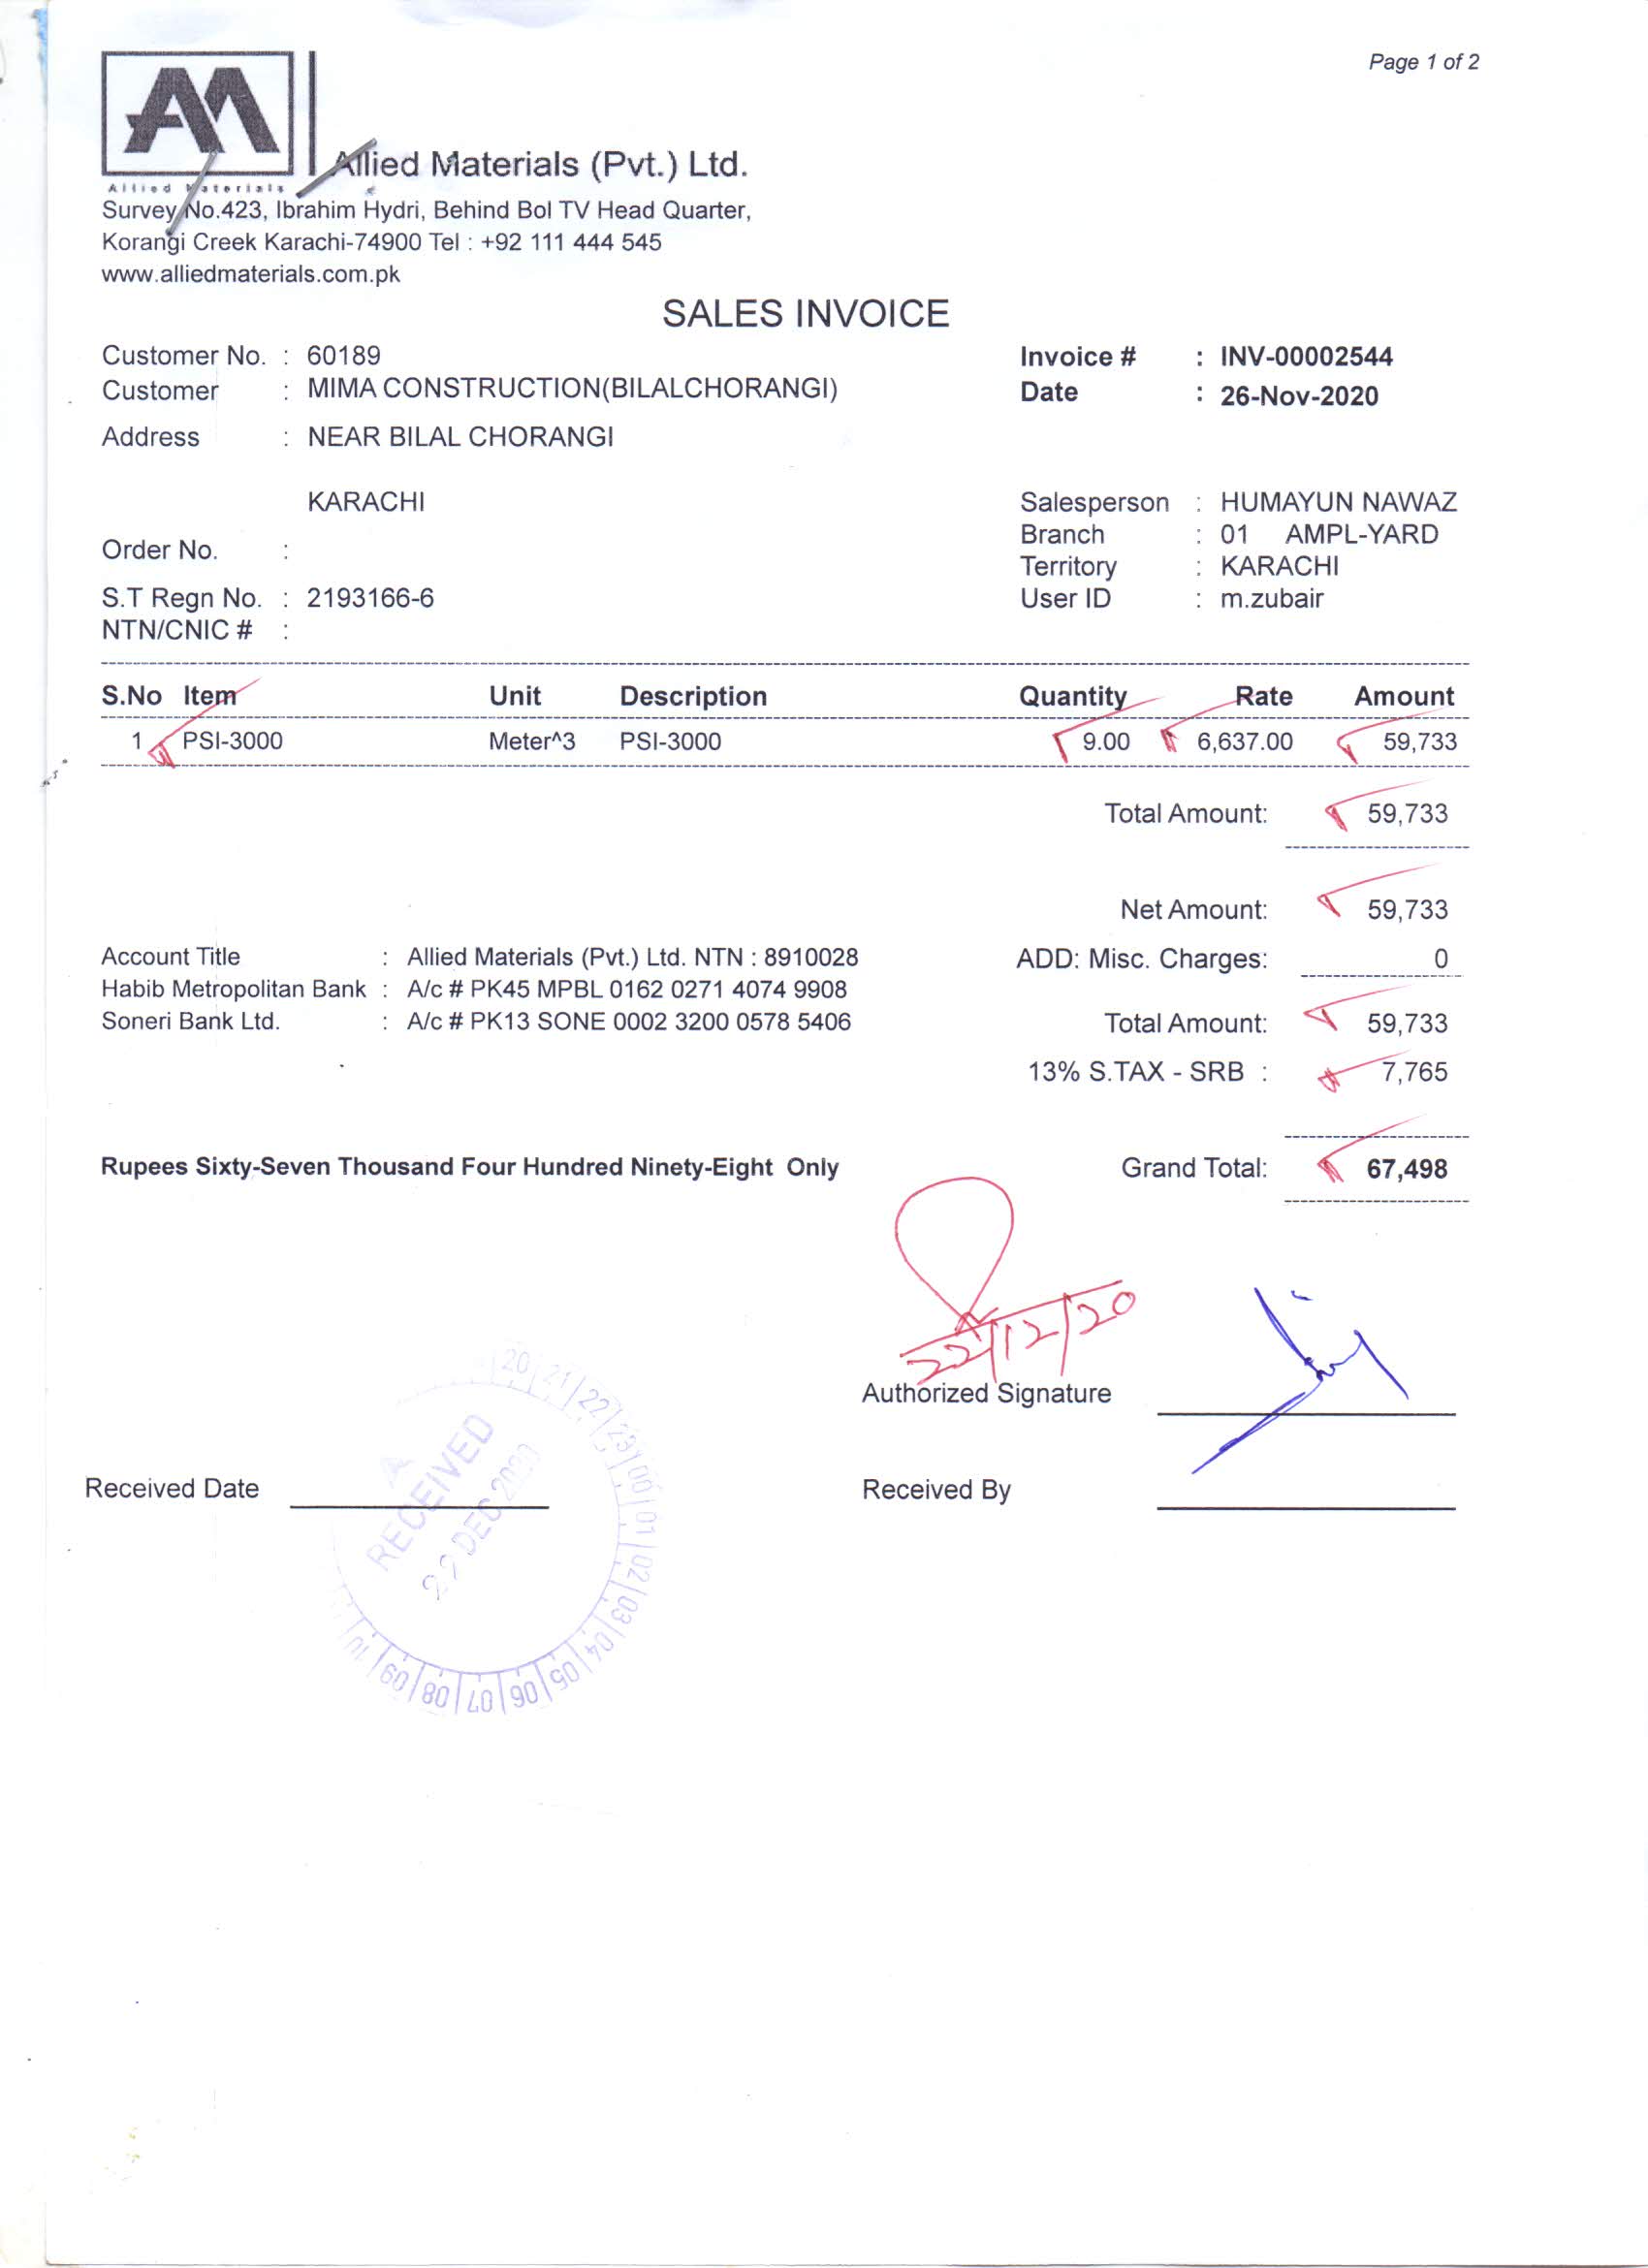 Page 1 of 2
AM
Allied Materials
Allied Materials (Pvt.) Ltd.
Survey No.423, Ibrahim Hydri, Behind Bol TV Head Quarter,
Korangi Creek Karachi-74900 Tel : +92 111 444 545
www.alliedmaterials.com.pk
SALES INVOICE
Customer No. : 60189 Invoice # : INV-00002544
Customer : MIMA CONSTRUCTION(BILALCHORANGI) Date : 26-Nov-2020
Address : NEAR BILAL CHORANGI
KARACHI Salesperson : HUMAYUN NAWAZ
Branch : 01 AMPL-YARD
Order No. :
Territory : KARACHI
S.T Regn No. : 2193166-6 User ID : m.zubair
NTN/CNIC # :
S.No Item Unit Description Quantity Rate Amount
1 PSI-3000 Meter^3 PSI-3000 9.00 6,637.00 59,733
Total Amount: 59,733
Net Amount: 59,733
Account Title : Allied Materials (Pvt.) Ltd. NTN : 8910028 ADD: Misc. Charges: 0
Habib Metropolitan Bank : A/c # PK45 MPBL 0162 0271 4074 9908
Soneri Bank Ltd. : A/c # PK13 SONE 0002 3200 0578 5406 Total Amount: 59,733
13% S.TAX - SRB : 7,765
Rupees Sixty-Seven Thousand Four Hundred Ninety-Eight Only Grand Total: 67,498
22/12/20
Authorized Signature
Received Date Received By
RECEIVED
22 DEC 2020
20 21 22 23 00 01 02 03 04 05 06 07 08 09 10